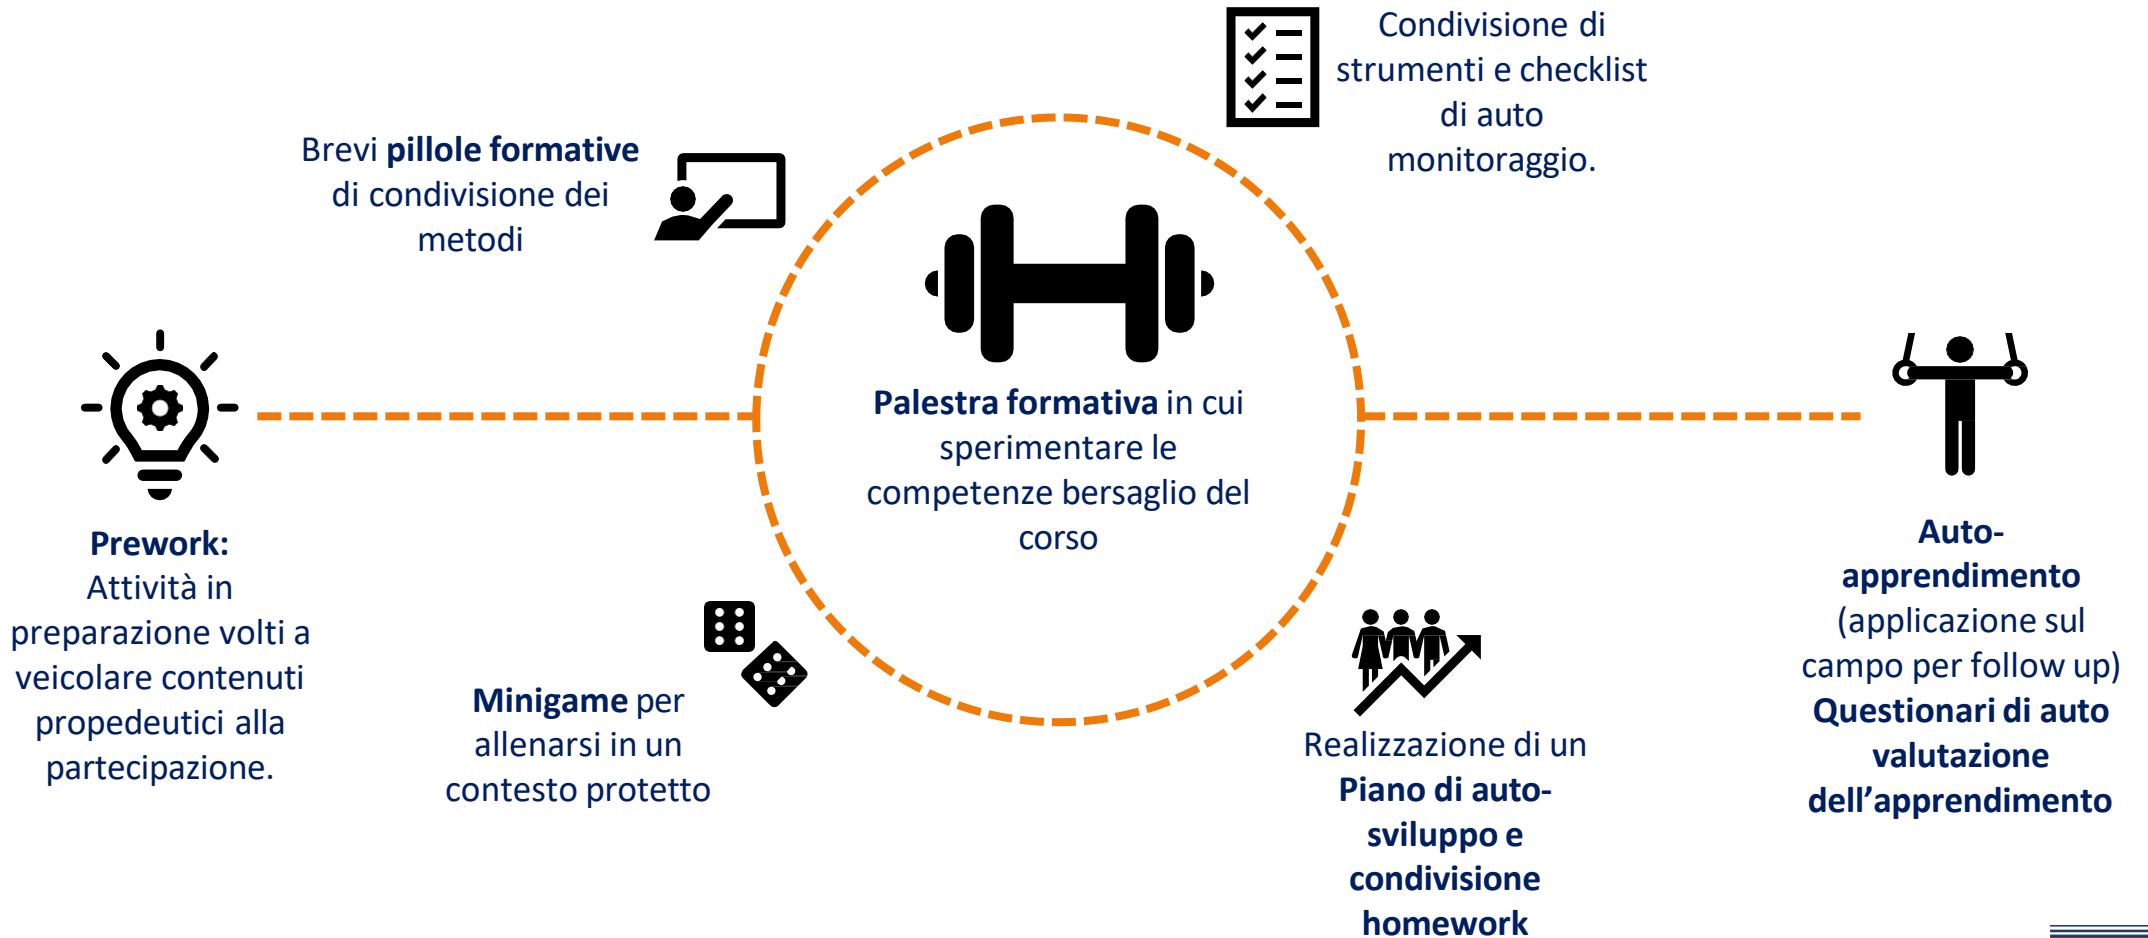 Brevi pillole formative
di condivisione dei
metodi
Condivisione di
strumenti e checklist
di auto
monitoraggio.
Palestra formativa in cui
sperimentare le
competenze bersaglio del
corso
Prework:
Attività in
preparazione volti a
veicolare contenuti
propedeutici alla
partecipazione.
Minigame per
allenarsi in un
contesto protetto
Realizzazione di un
Piano di auto-
sviluppo e
condivisione
homework
Auto-
apprendimento
(applicazione sul
campo per follow up)
Questionari di auto
valutazione
dell’apprendimento